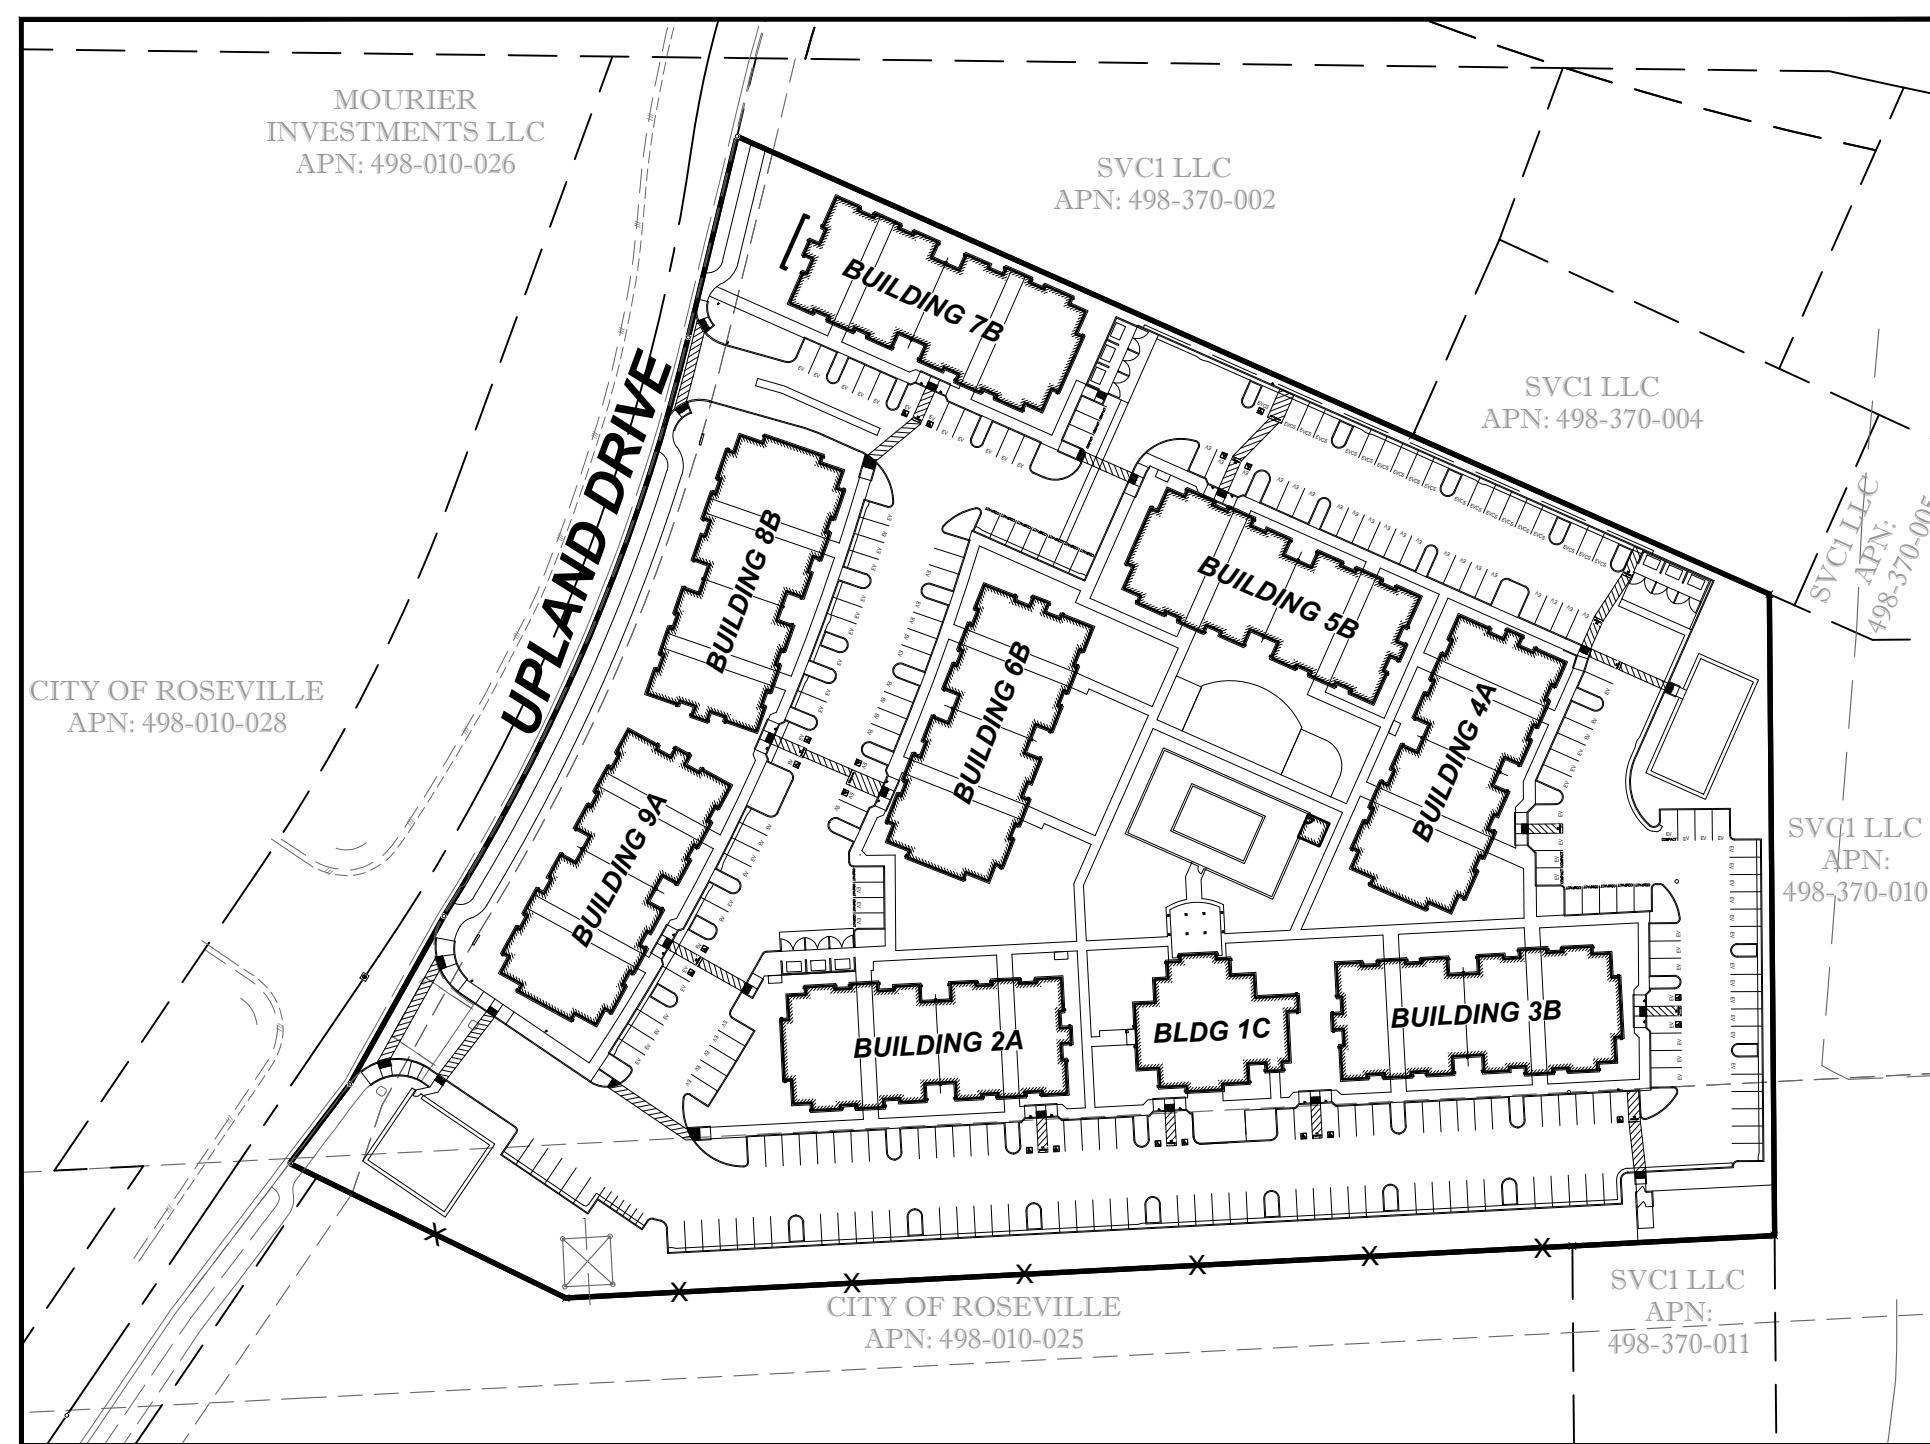 MOURIER
INVESTMENTS LLC
APN: 498-010-026
SVC1 LLC
APN: 498-370-002
SVC1 LLC
APN: 498-370-004
SVC1 LLC
APN:
498-370-005
CITY OF ROSEVILLE
APN: 498-010-028
UPLAND DRIVE
BUILDING 7B
BUILDING 8B
BUILDING 5B
BUILDING 6B
BUILDING 4A
BUILDING 9A
BUILDING 2A
BLDG 1C
BUILDING 3B
SVC1 LLC
APN:
498-370-010
CITY OF ROSEVILLE
APN: 498-010-025
SVC1 LLC
APN:
498-370-011